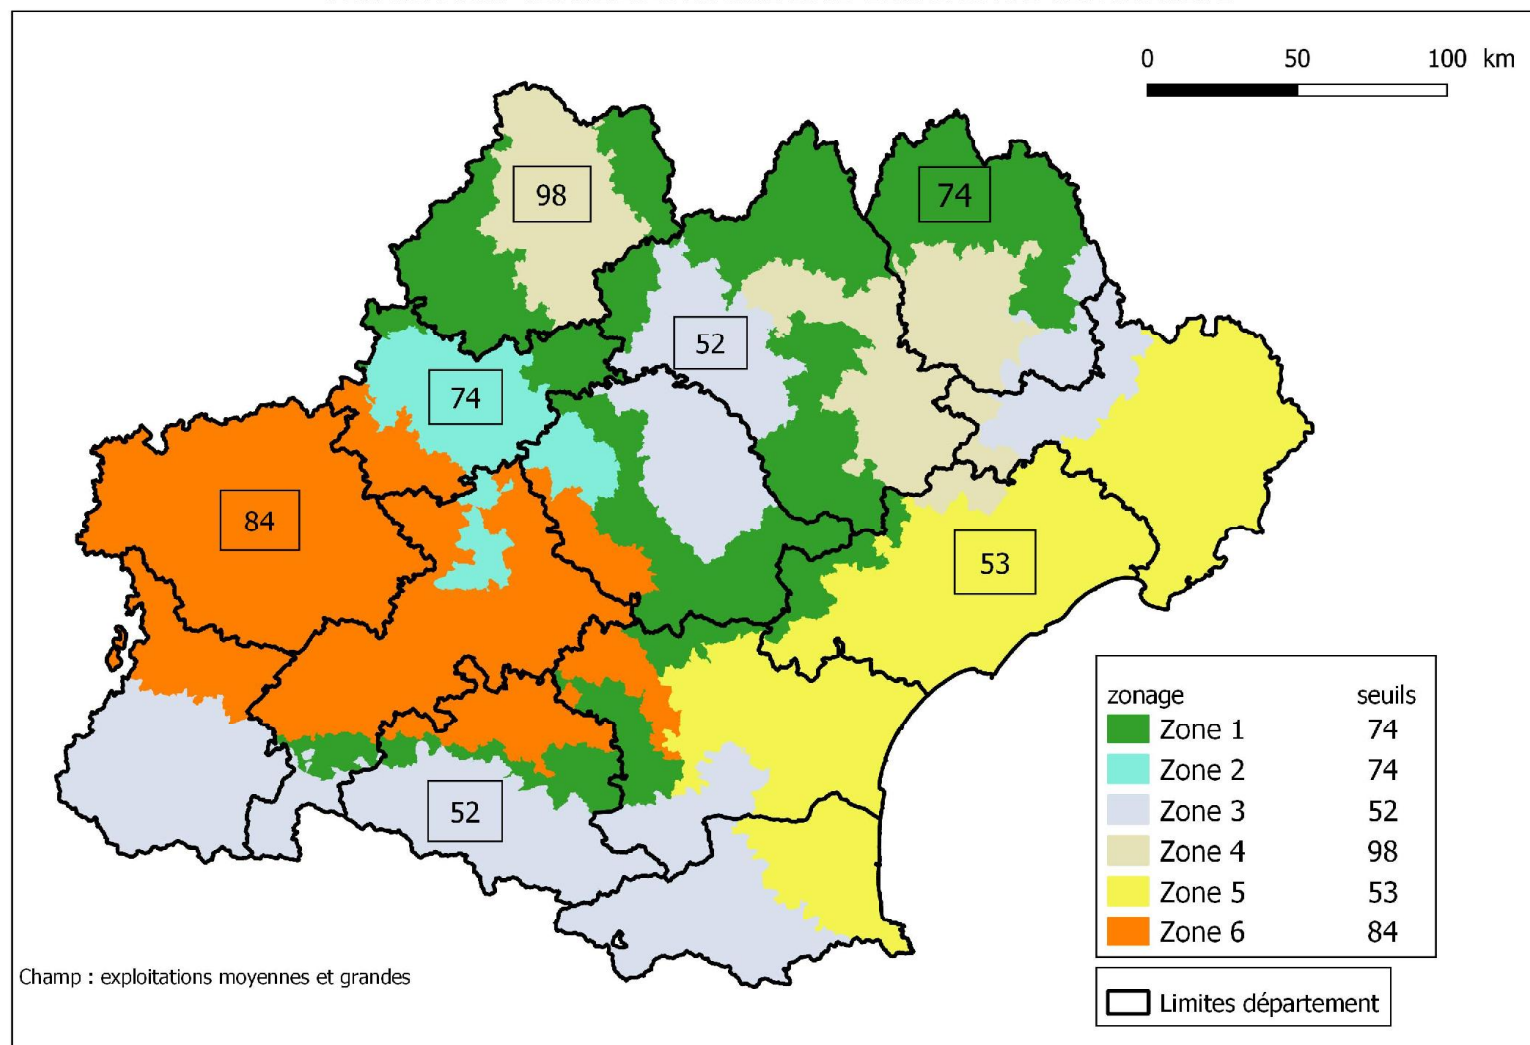 0 50 100 km
98
74
52
74
84
53
52
zonage seuils
Zone 1 74
Zone 2 74
Zone 3 52
Zone 4 98
Zone 5 53
Zone 6 84
Champ : exploitations moyennes et grandes
Limites département